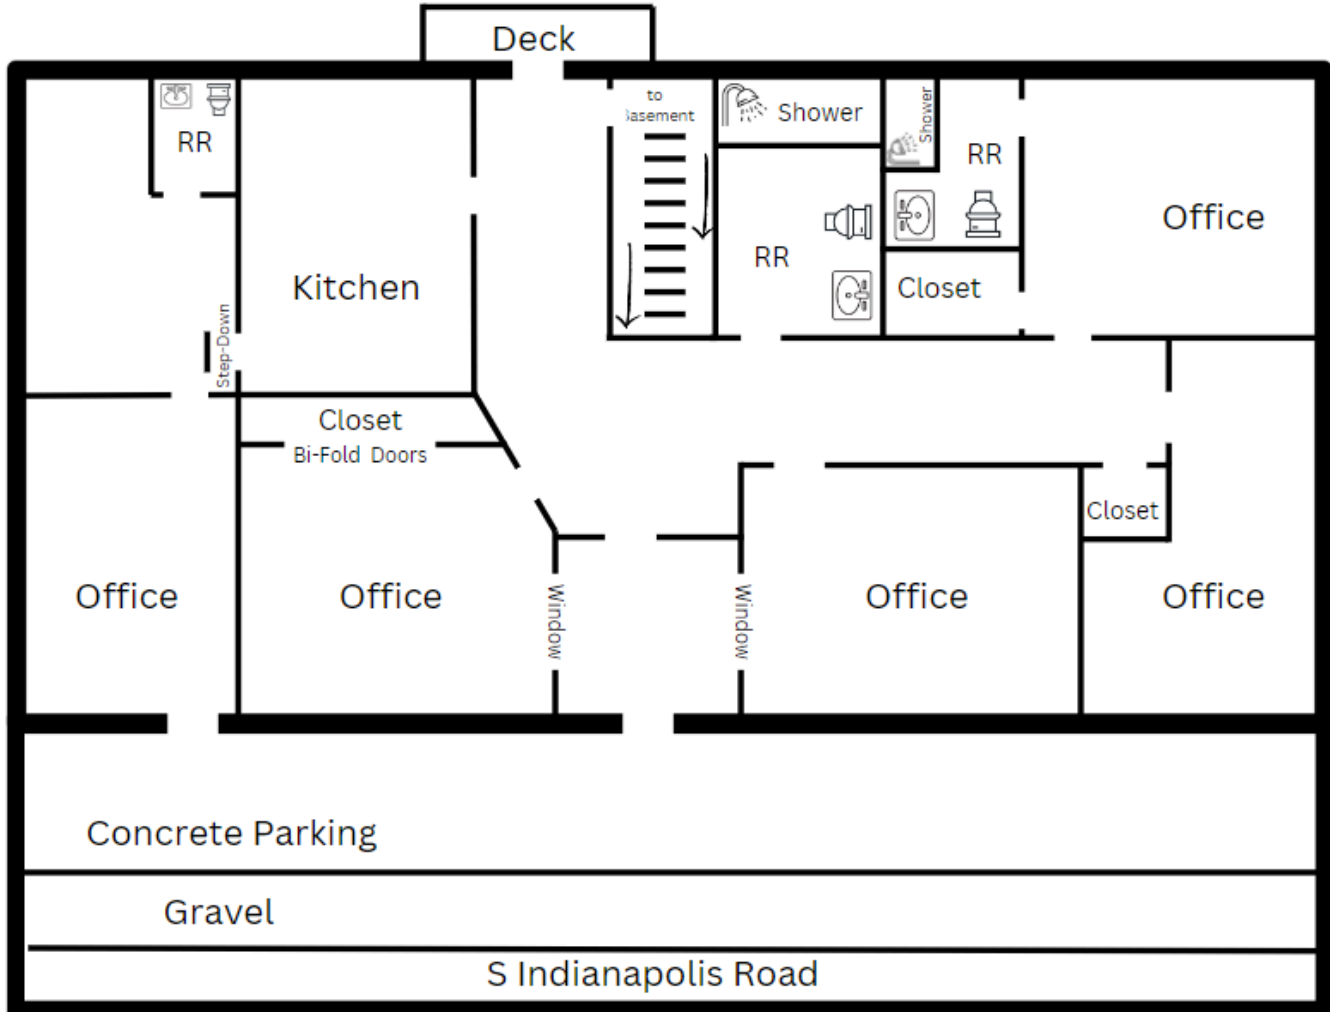 Deck
to
Basement
Shower
Shower
RR
RR
Office
RR
Kitchen
Closet
Step-Down
Closet
Bi-Fold Doors
Closet
Office
Office
Window
Window
Office
Office
Concrete Parking
Gravel
S Indianapolis Road